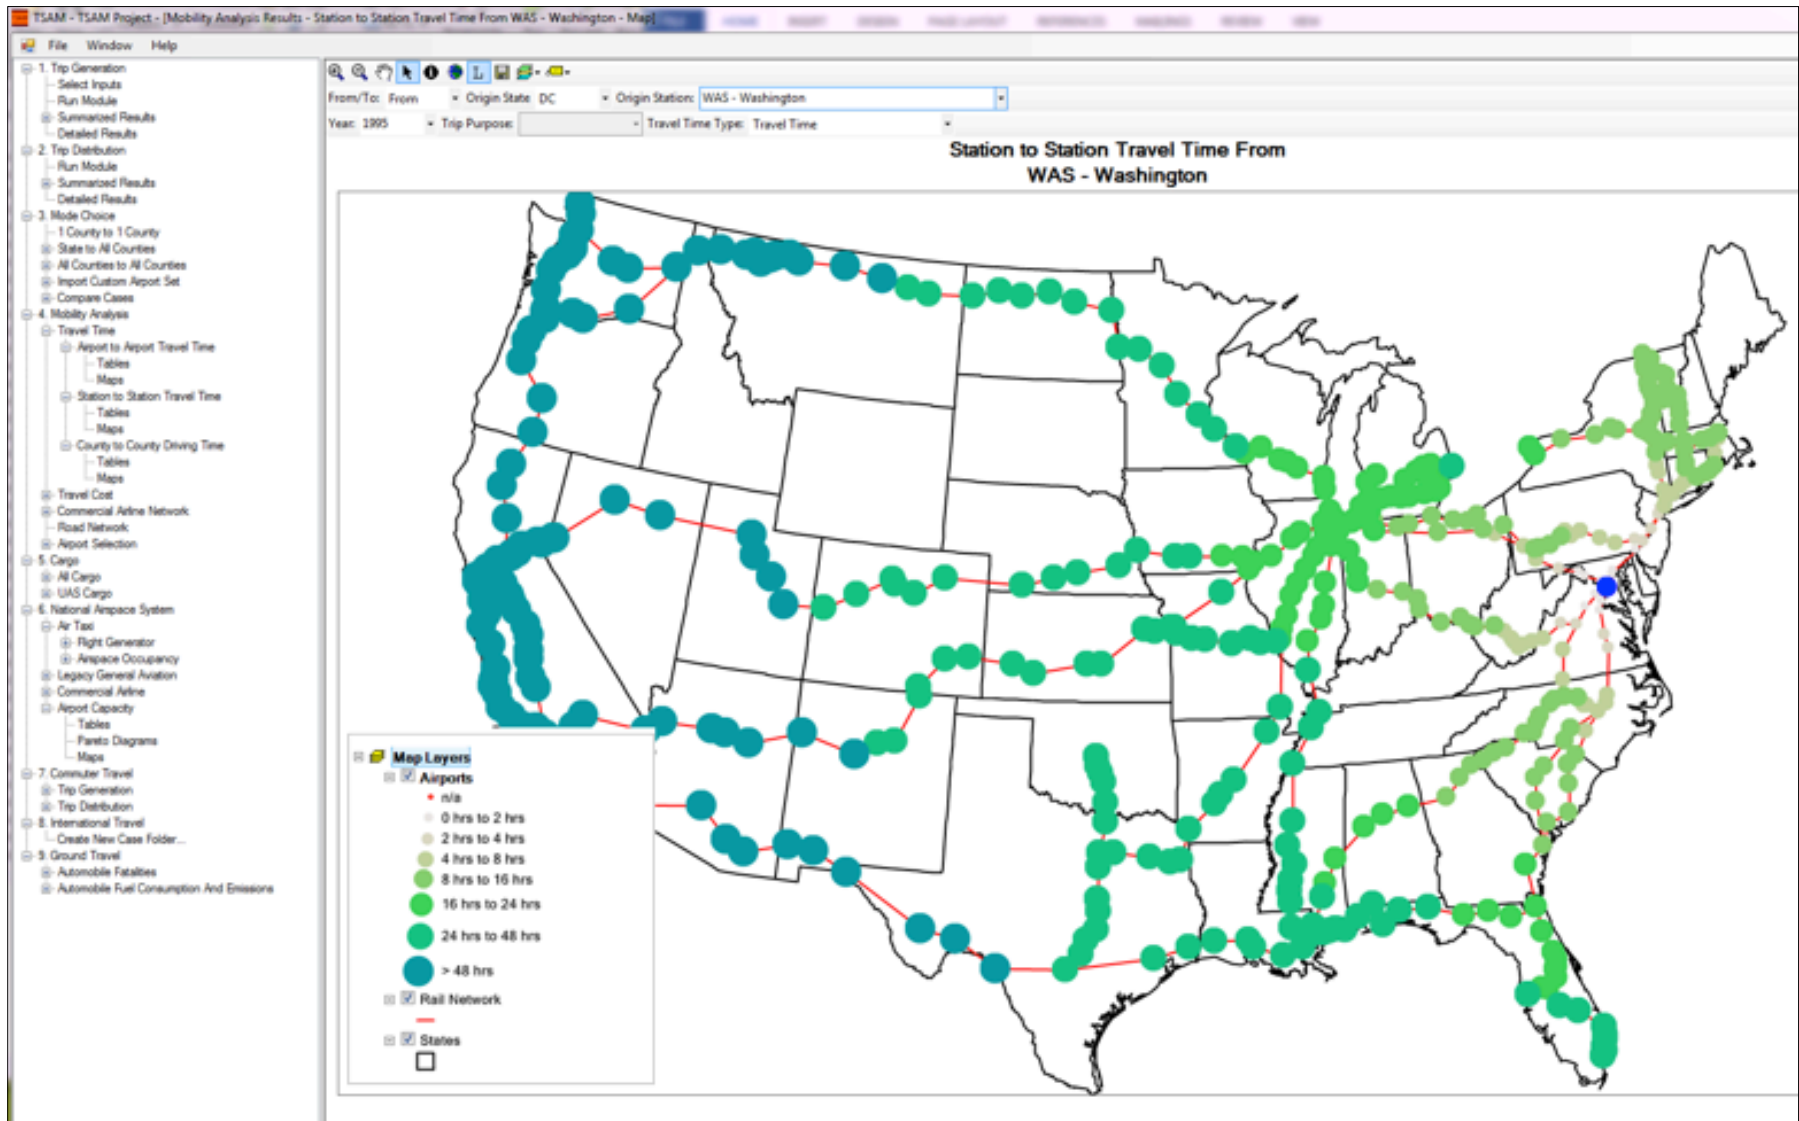 TSAM - TSAM Project - [Mobility Analysis Results - Station to Station Travel Time From WAS - Washington - Map]
FILE HOME INSERT DESIGN PAGE LAYOUT REFERENCES MAILINGS REVIEW VIEW
File Window Help
1. Trip Generation
Select Inputs
Run Module
Summarized Results
Detailed Results
2. Trip Distribution
Run Module
Summarized Results
Detailed Results
3. Mode Choice
1 County to 1 County
State to All Counties
All Counties to All Counties
Import Custom Airport Set
Compare Cases
4. Mobility Analysis
Travel Time
Airport to Airport Travel Time
Tables
Maps
Station to Station Travel Time
Tables
Maps
County to County Driving Time
Tables
Maps
Travel Cost
Commercial Airline Network
Road Network
Airport Selection
5. Cargo
All Cargo
UAS Cargo
6. National Airspace System
Air Taxi
Flight Generator
Airspace Occupancy
Legacy General Aviation
Commercial Airline
Airport Capacity
Tables
Pareto Diagrams
Maps
7. Commuter Travel
Trip Generation
Trip Distribution
8. International Travel
Create New Case Folder...
9. Ground Travel
Automobile Fatalities
Automobile Fuel Consumption And Emissions
From/To: From Origin State DC Origin Station: WAS - Washington
Year: 1995 Trip Purpose: Travel Time Type: Travel Time
Station to Station Travel Time From
WAS - Washington
Map Layers
Airports
n/a
0 hrs to 2 hrs
2 hrs to 4 hrs
4 hrs to 8 hrs
8 hrs to 16 hrs
16 hrs to 24 hrs
24 hrs to 48 hrs
> 48 hrs
Rail Network
States